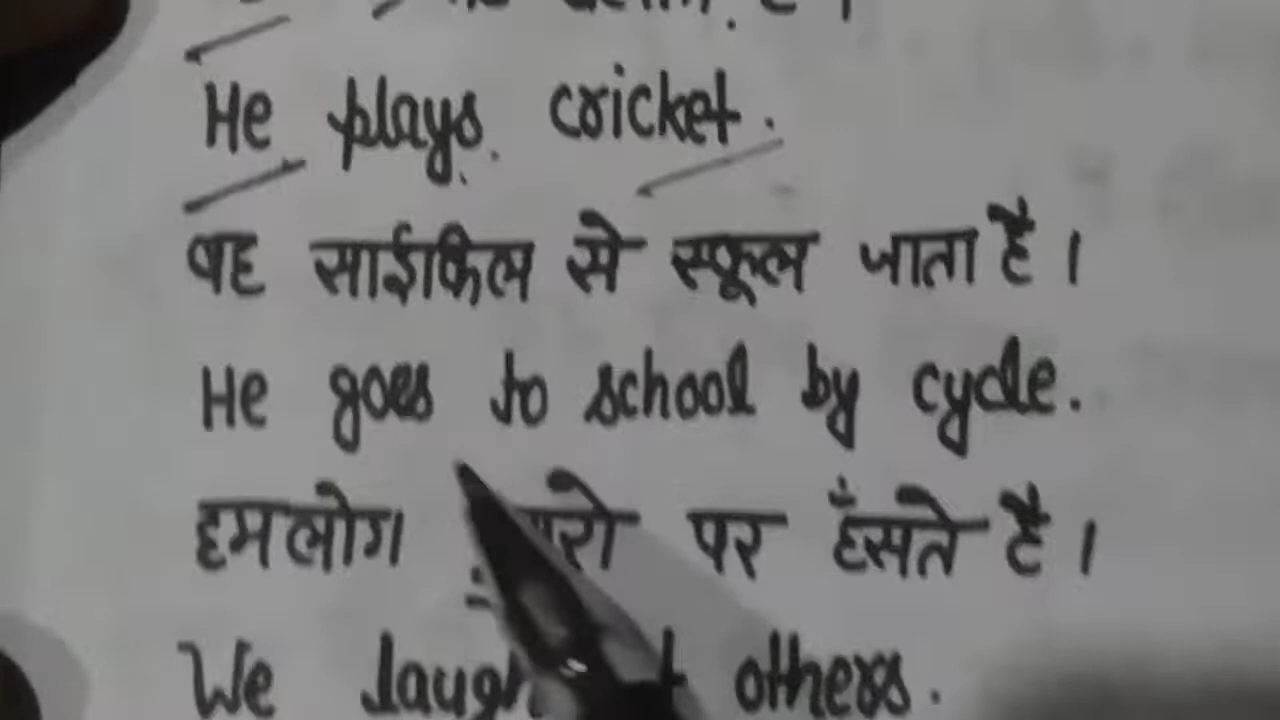 He plays cricket.
वह साईकिल से स्कूल जाता है।
He goes to school by cycle.
हमलोग पर हँसते है।
We others.